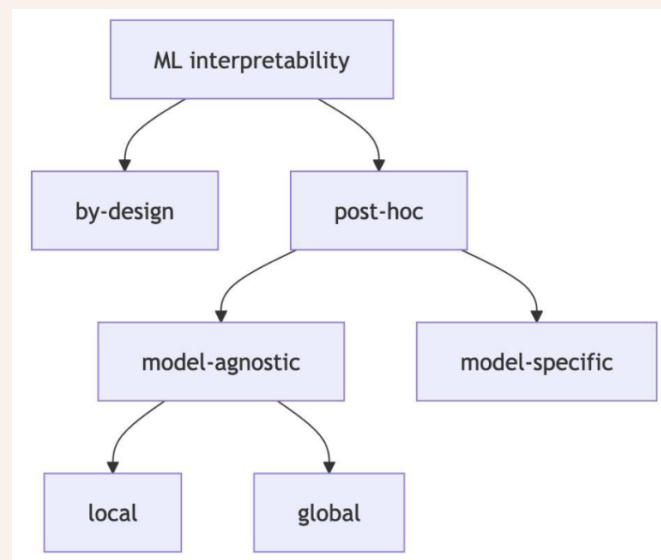 ML interpretability
by-design
post-hoc
model-agnostic
model-specific
local
global